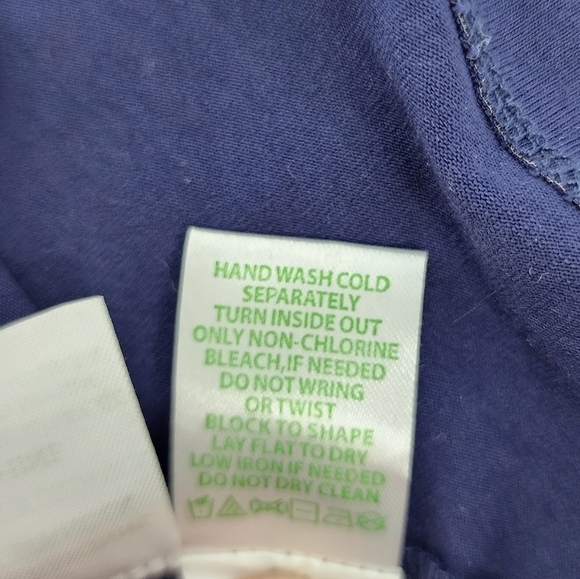 HAND WASH COLD
SEPARATELY
TURN INSIDE OUT
ONLY NON-CHLORINE
BLEACH,IF NEEDED
DO NOT WRING
OR TWIST
BLOCK TO SHAPE
LAY FLAT TO DRY
LOW IRON IF NEEDED
DO NOT DRY CLEAN